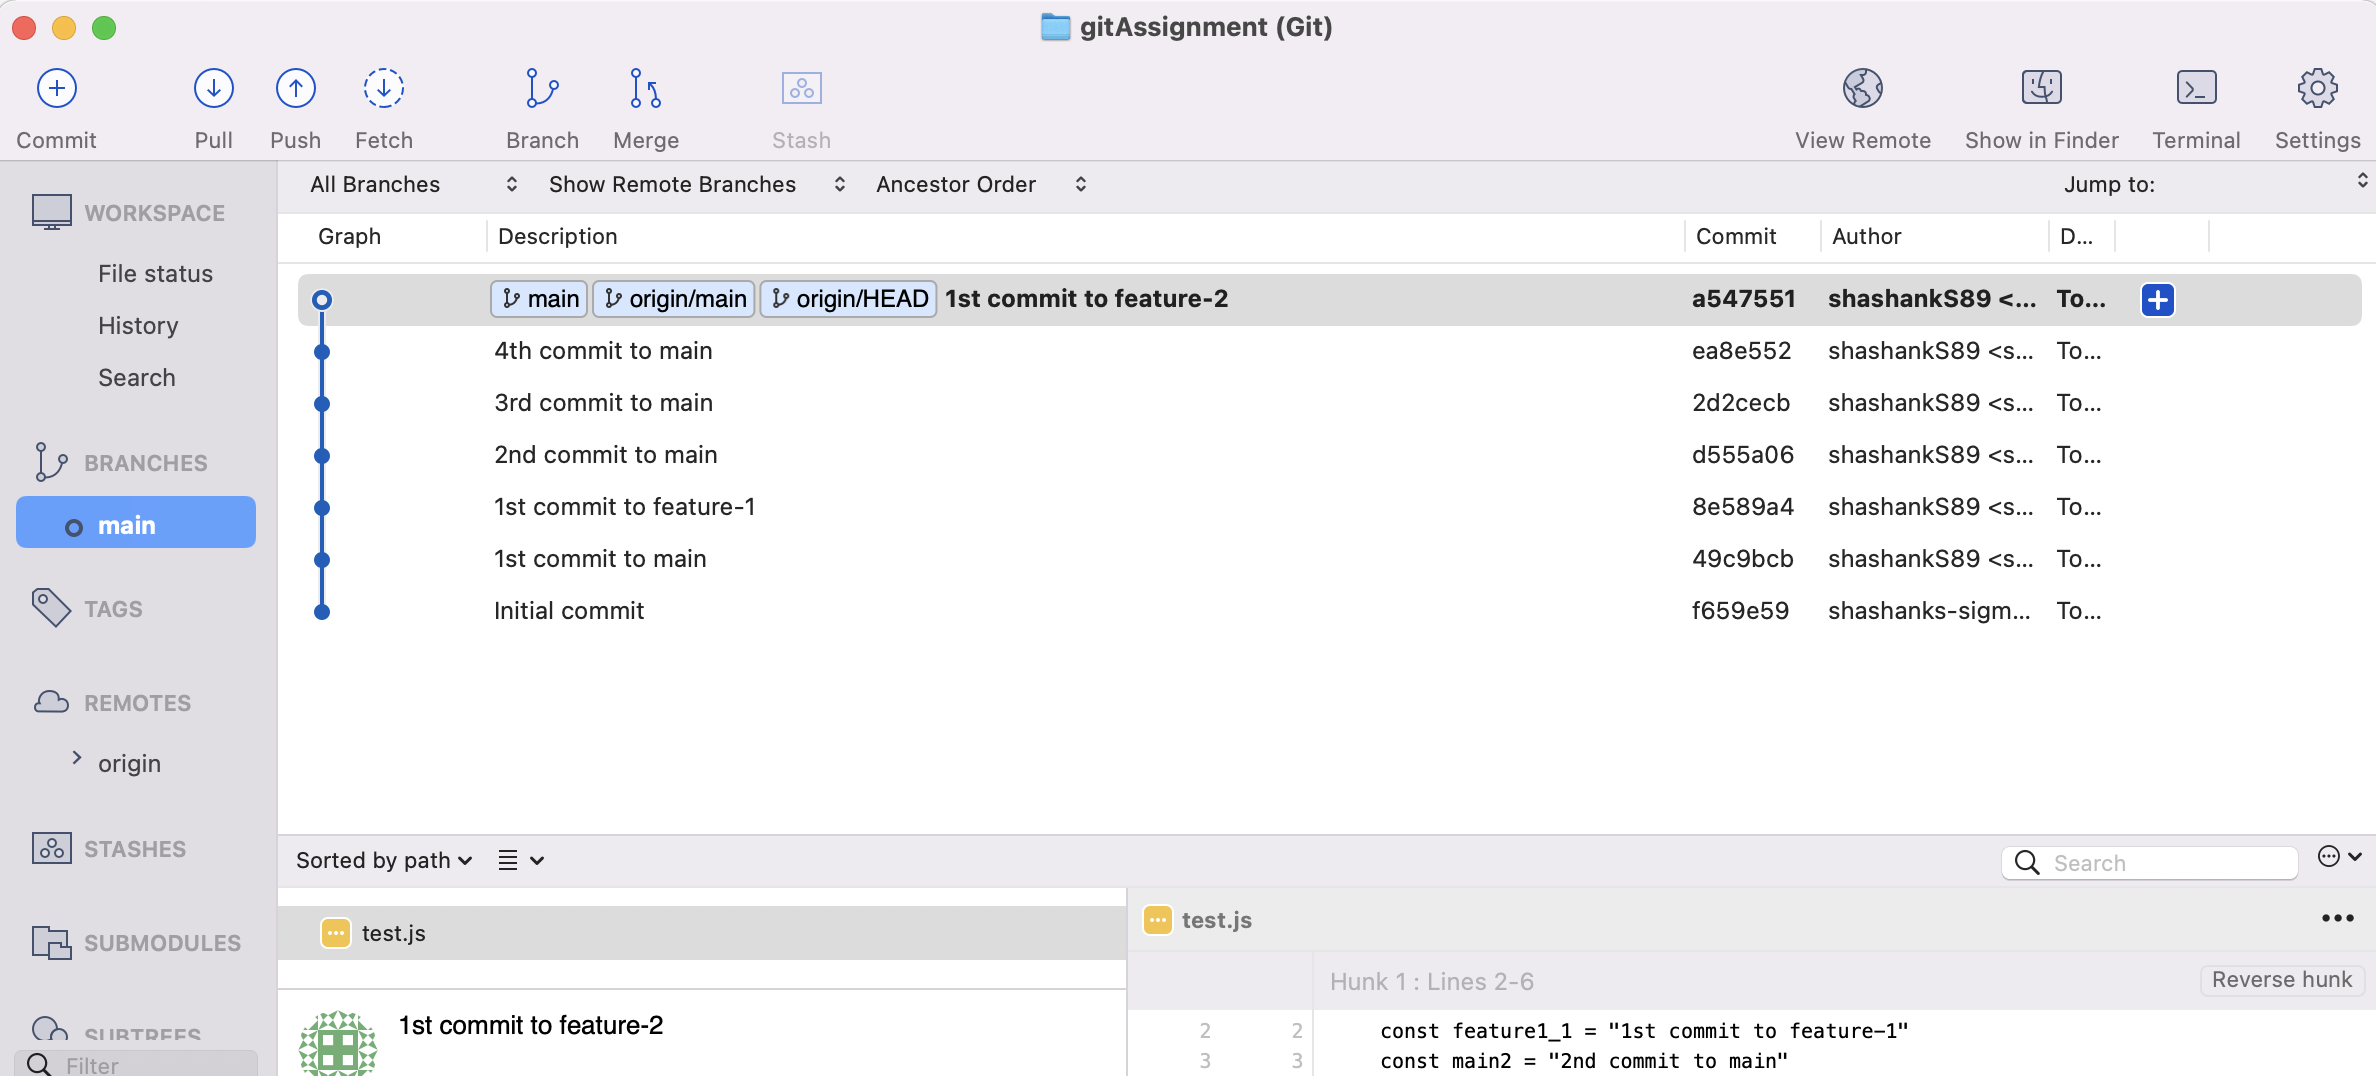 gitAssignment (Git)
Commit Pull Push Fetch Branch Merge Stash View Remote Show in Finder Terminal Settings
WORKSPACE
File status
History
Search
BRANCHES
main
TAGS
REMOTES
origin
STASHES
SUBMODULES
SUBTREES
Filter
All Branches Show Remote Branches Ancestor Order Jump to:
Graph Description Commit Author D...
main origin/main origin/HEAD 1st commit to feature-2 a547551 shashankS89 <... To...
4th commit to main ea8e552 shashankS89 <s... To...
3rd commit to main 2d2cecb shashankS89 <s... To...
2nd commit to main d555a06 shashankS89 <s... To...
1st commit to feature-1 8e589a4 shashankS89 <s... To...
1st commit to main 49c9bcb shashankS89 <s... To...
Initial commit f659e59 shashanks-sigm... To...
Sorted by path Search
test.js
1st commit to feature-2
test.js
Hunk 1 : Lines 2-6 Reverse hunk
2 2 const feature1_1 = "1st commit to feature-1"
3 3 const main2 = "2nd commit to main"